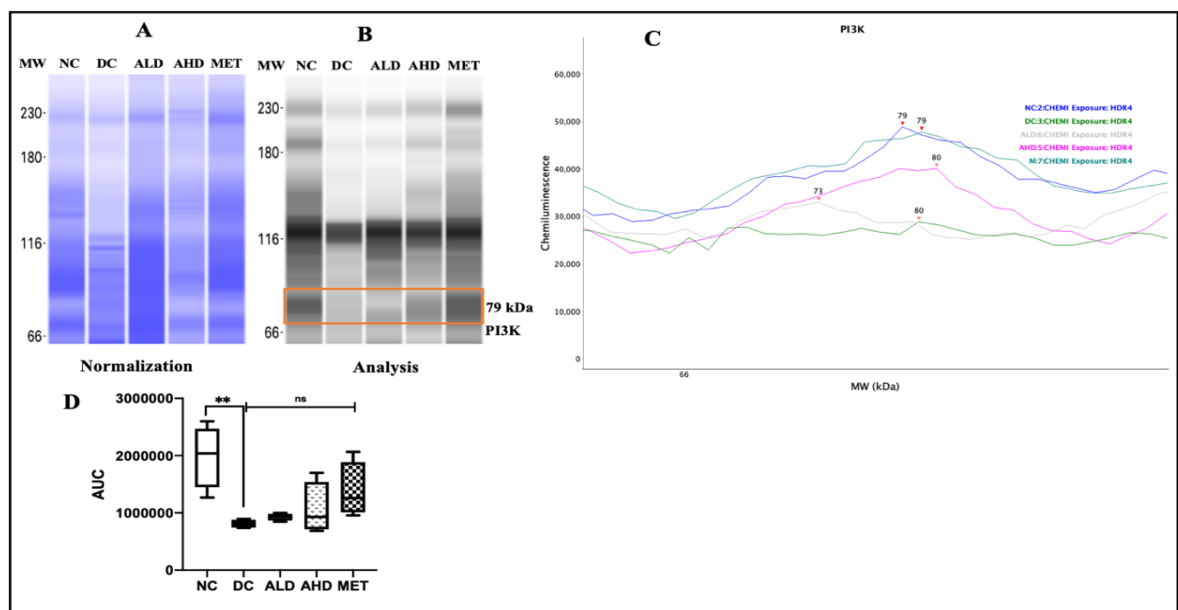 A
MW NC DC ALD AHD MET
230-
180-
116-
66-
Normalization
B
MW NC DC ALD AHD MET
230-
180-
116-
66-
79 kDa
PI3K
Analysis
C
PI3K
Chemiluminescence
60,000
50,000
40,000
30,000
20,000
10,000
0
79
79
80
73
80
NC:2:CHEMI Exposure: HDR4
DC:3:CHEMI Exposure: HDR4
ALD:6:CHEMI Exposure: HDR4
AHD:5:CHEMI Exposure: HDR4
M:7:CHEMI Exposure: HDR4
66
MW (kDa)
D
AUC
3000000
2000000
1000000
0
**
ns
NC DC ALD AHD MET